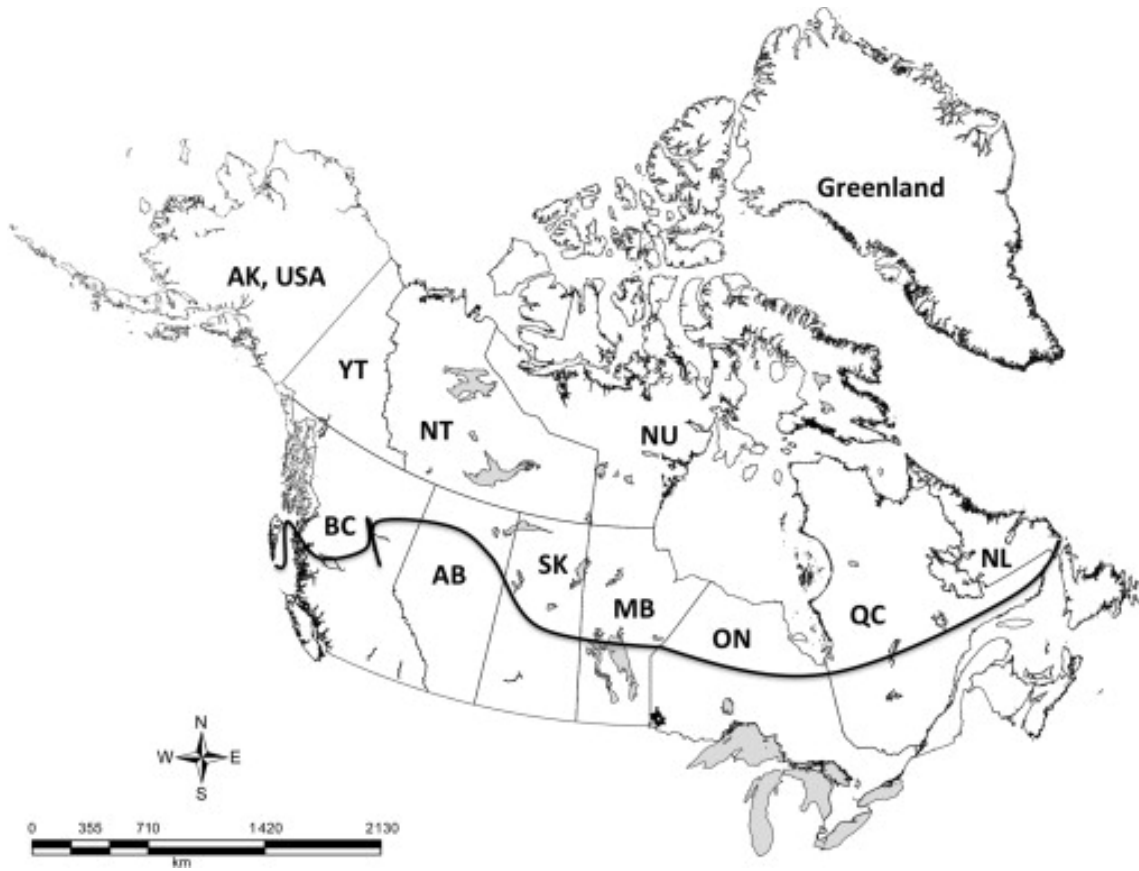 Greenland
AK, USA
YT
NT
NU
BC
AB
SK
MB
ON
QC
NL
N
W E
S
0 355 710 1420 2130
km